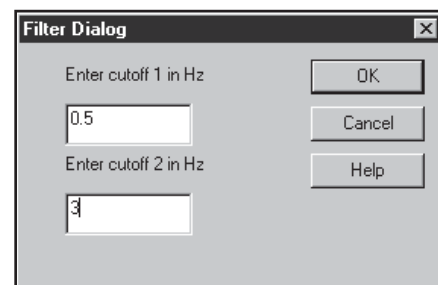 Filter Dialog
Enter cutoff 1 in Hz
OK
0.5
Cancel
Enter cutoff 2 in Hz
Help
3